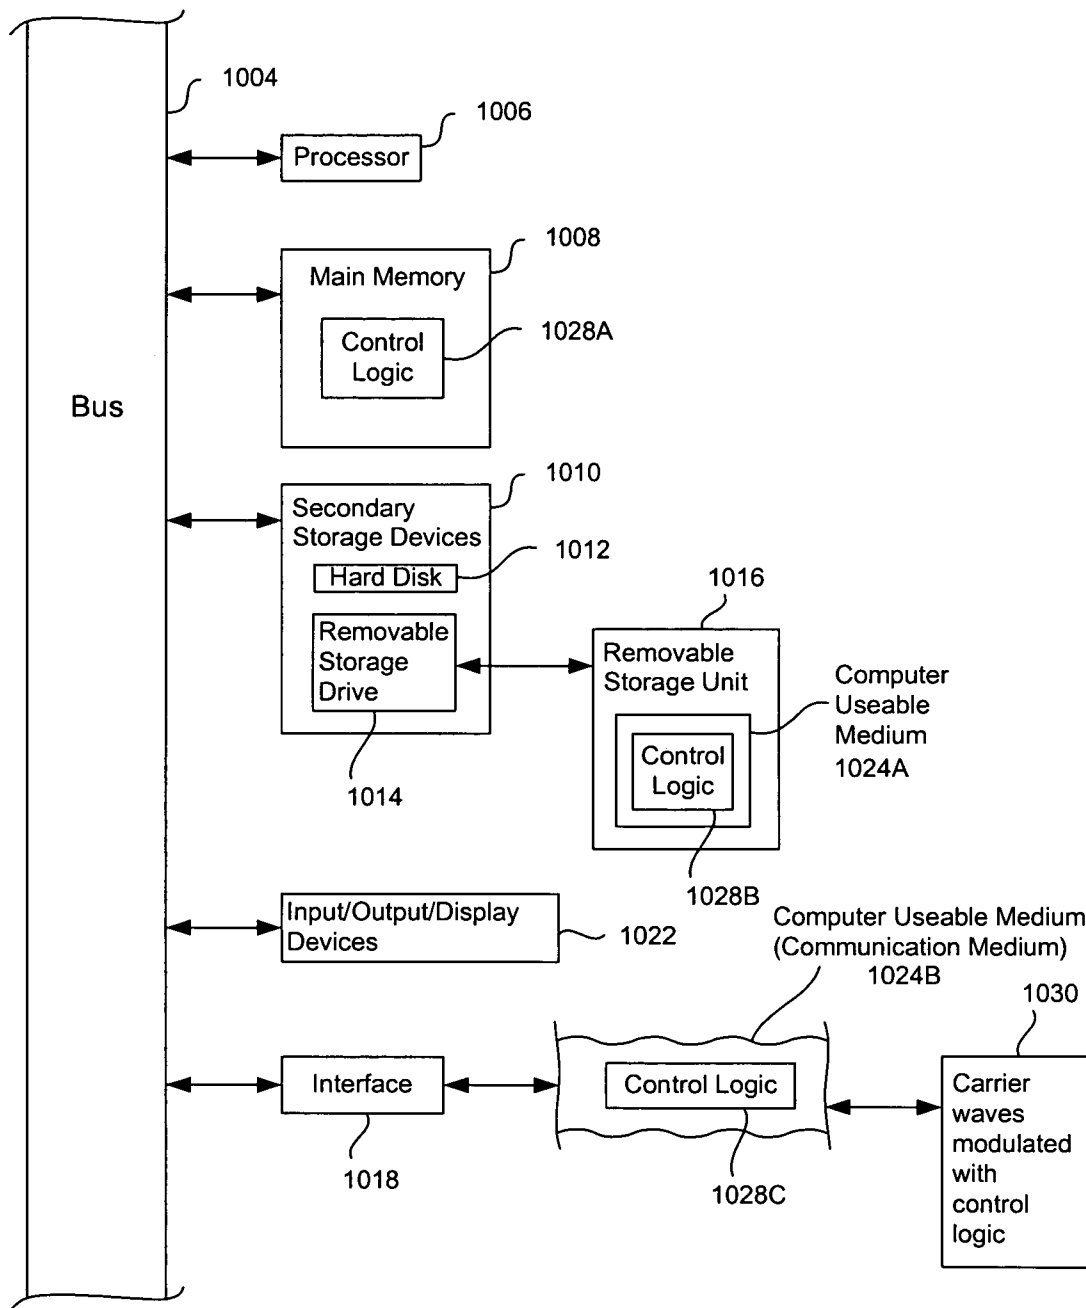 1004
1006
Processor
1008
Main Memory
1028A
Control
Logic
Bus
1010
Secondary
Storage Devices
1012
Hard Disk
1016
Removable
Storage
Drive
Removable
Storage Unit
Computer
Useable
Medium
1024A
Control
Logic
1014
1028B
Input/Output/Display
Devices
1022
Computer Useable Medium
(Communication Medium)
1024B
1030
Interface
Control Logic
Carrier
waves
modulated
with
control
logic
1018
1028C